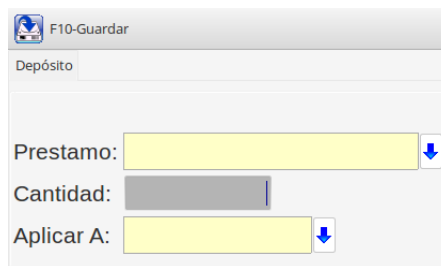 F10-Guardar
Depósito
Prestamo:
Cantidad:
Aplicar A: